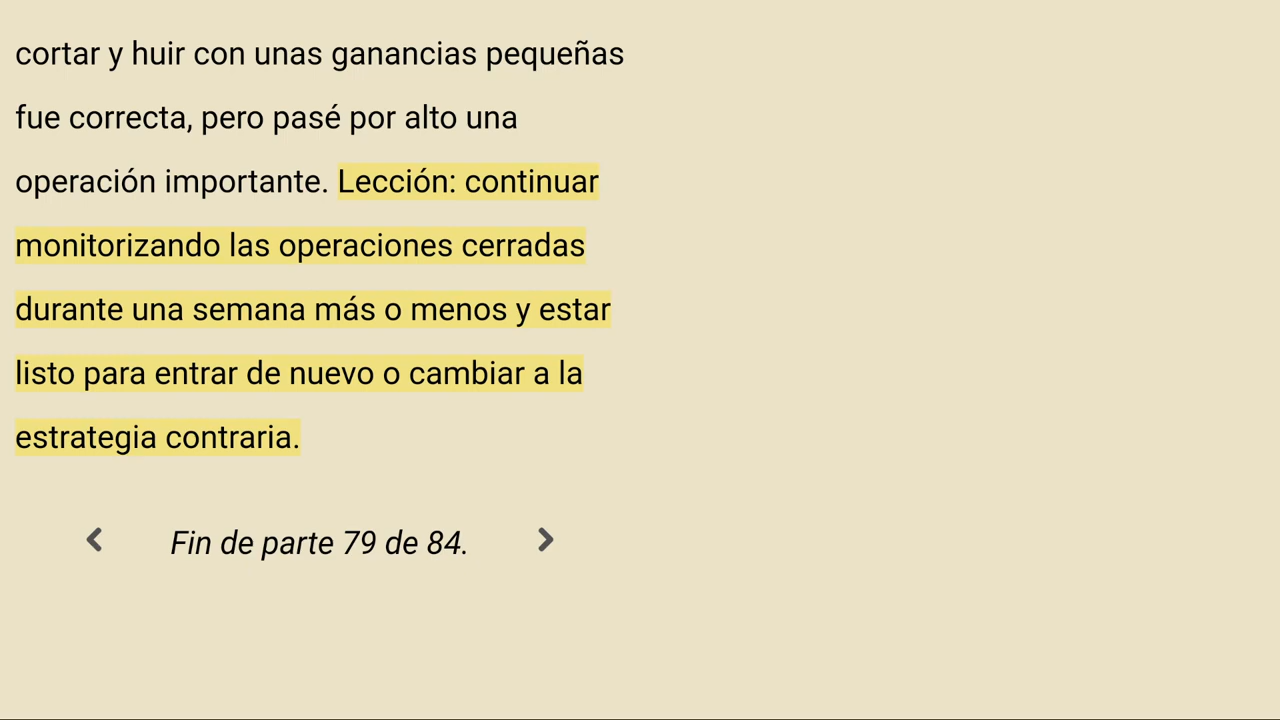 cortar y huir con unas ganancias pequeñas
fue correcta, pero pasé por alto una
operación importante. Lección: continuar
monitorizando las operaciones cerradas
durante una semana más o menos y estar
listo para entrar de nuevo o cambiar a la
estrategia contraria.
Fin de parte 79 de 84.